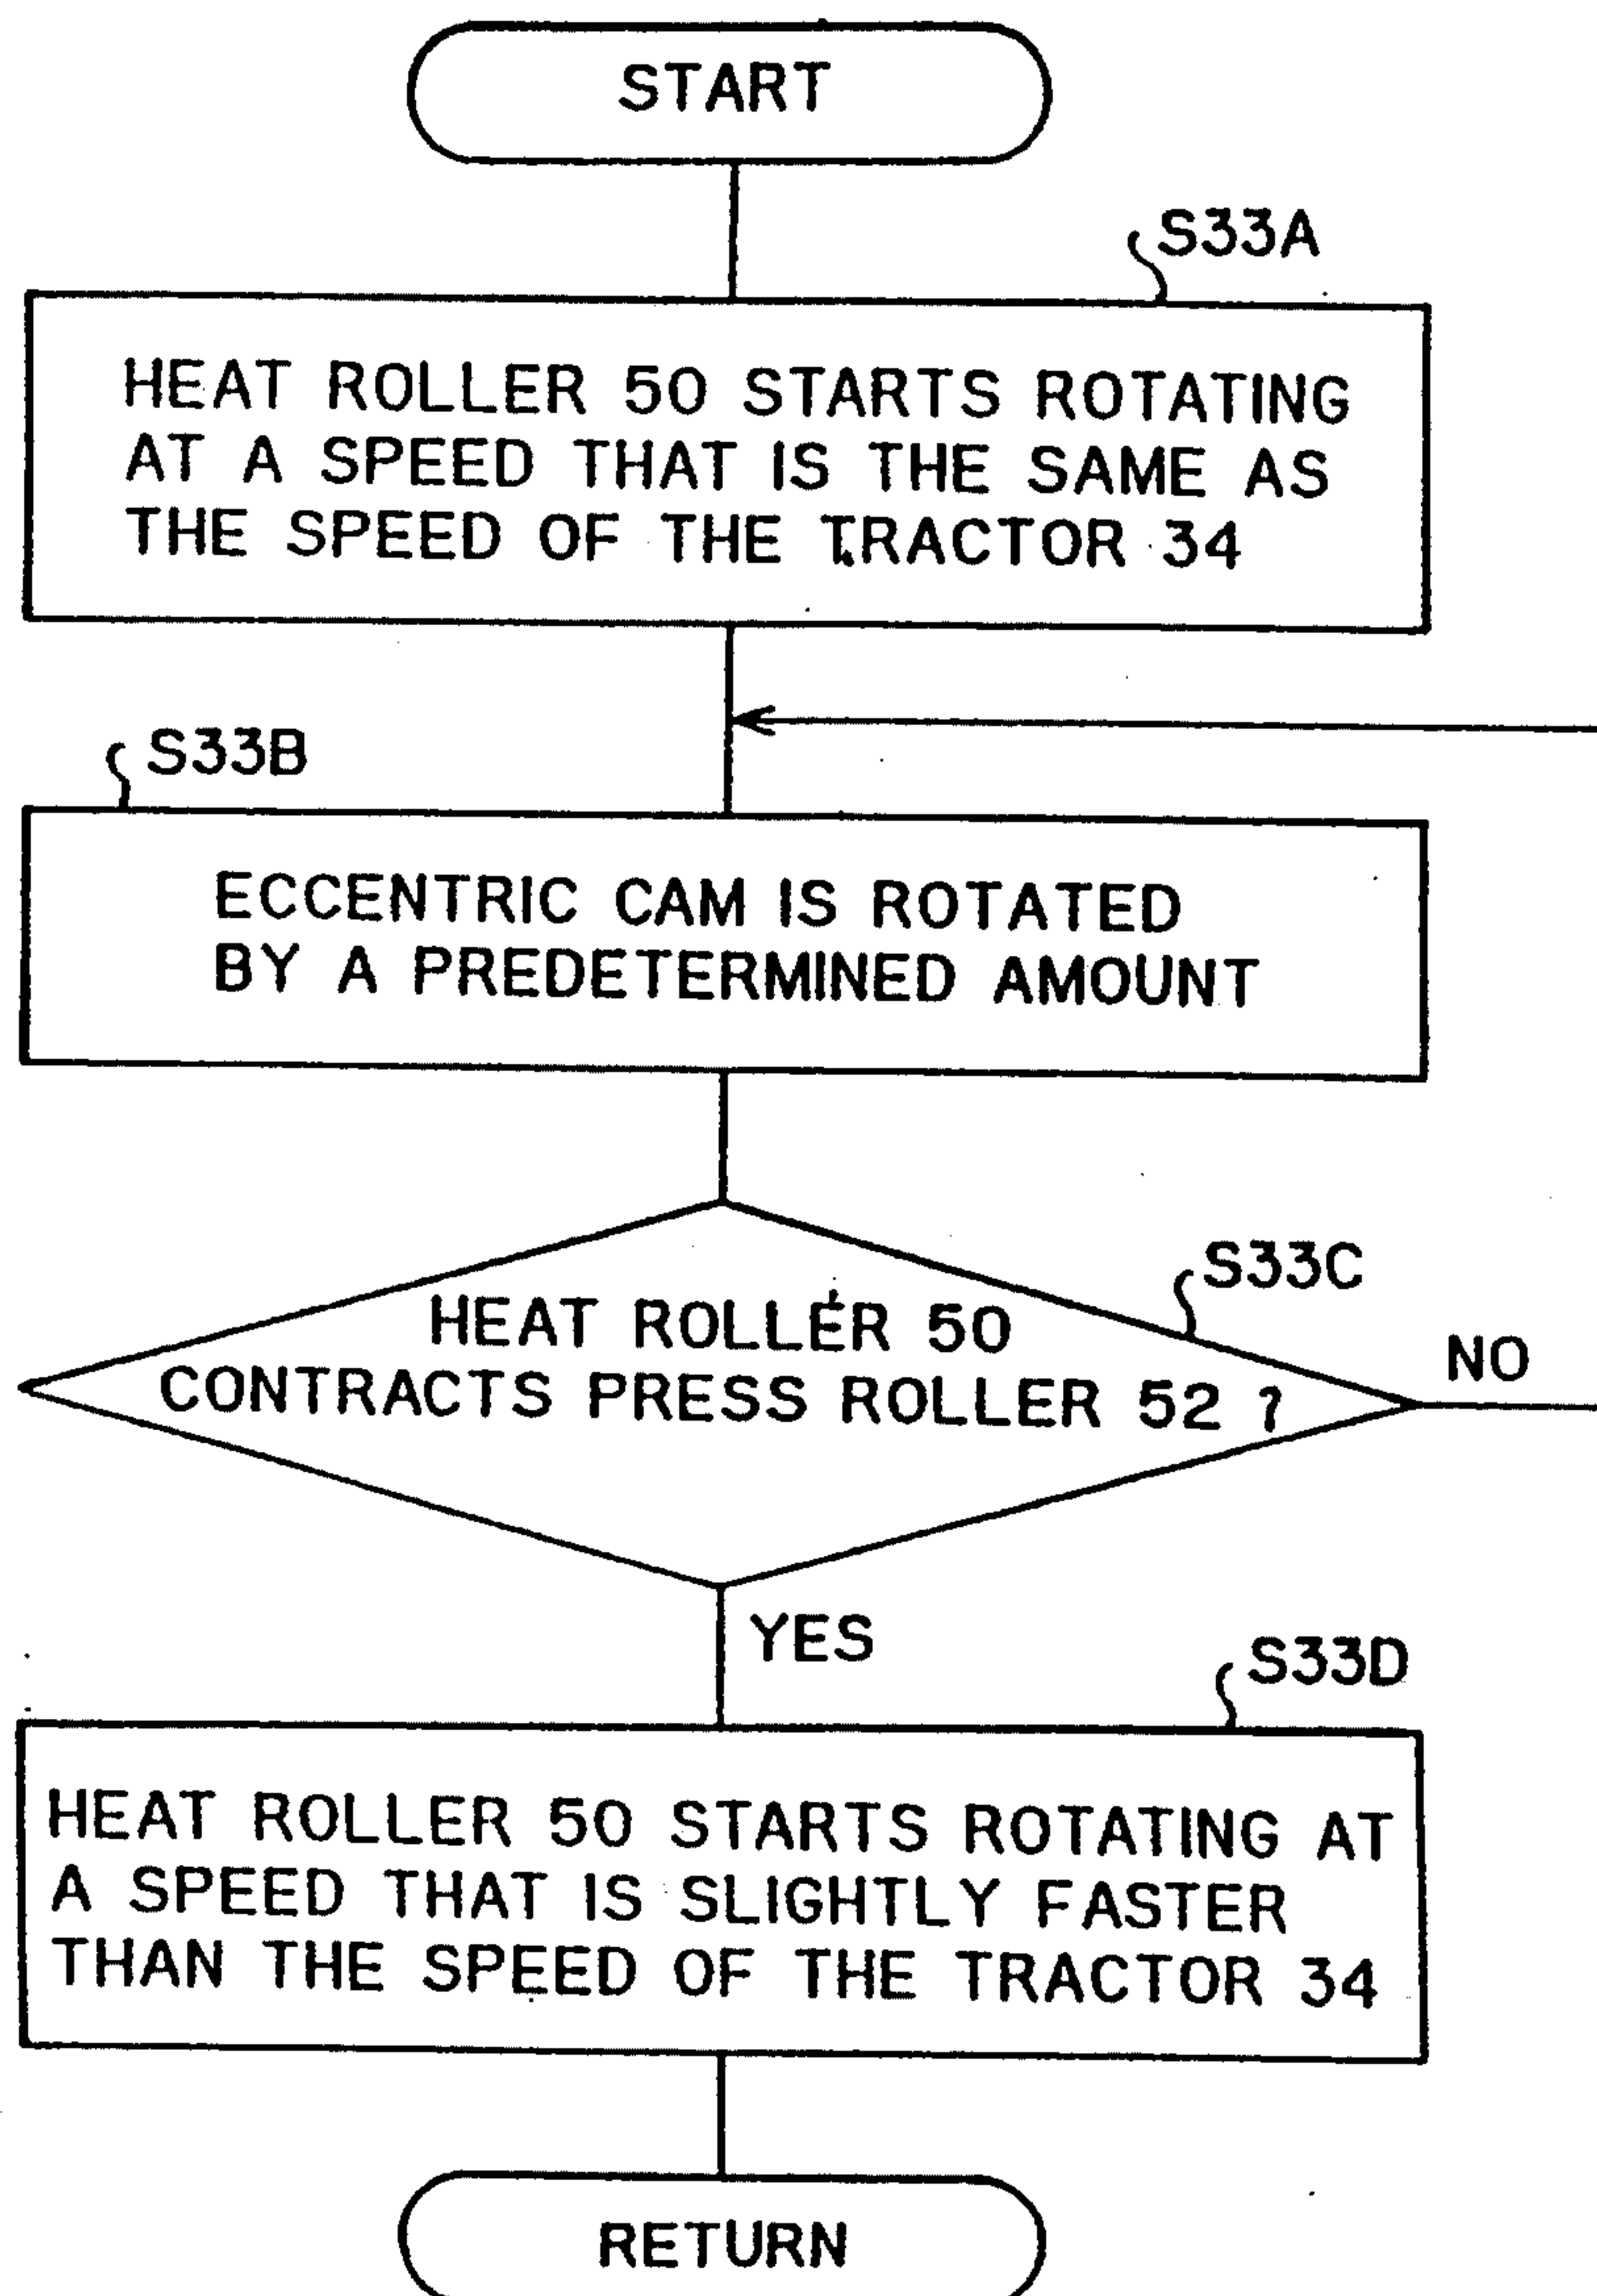 START
S33A
HEAT ROLLER 50 STARTS ROTATING
AT A SPEED THAT IS THE SAME AS
THE SPEED OF THE TRACTOR 34
S33B
ECCENTRIC CAM IS ROTATED
BY A PREDETERMINED AMOUNT
S33C
HEAT ROLLER 50
CONTRACTS PRESS ROLLER 52 ?
NO
YES
S33D
HEAT ROLLER 50 STARTS ROTATING AT
A SPEED THAT IS SLIGHTLY FASTER
THAN THE SPEED OF THE TRACTOR 34
RETURN